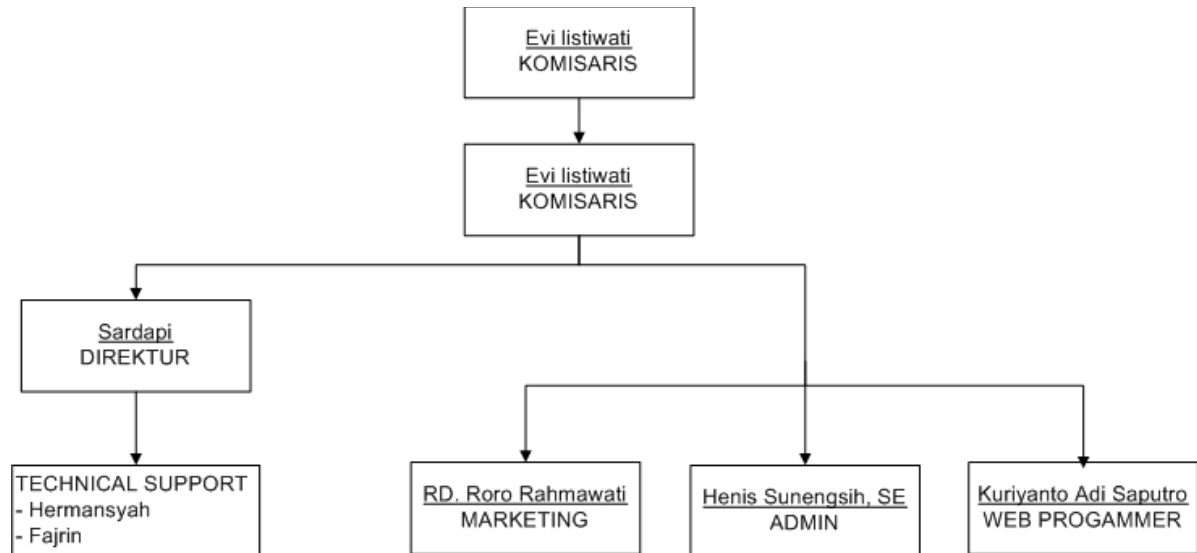 Evi listiwati
KOMISARIS
Evi listiwati
KOMISARIS
Sardapi
DIREKTUR
TECHNICAL SUPPORT
- Hermansyah
- Fajrin
RD. Roro Rahmawati
MARKETING
Henis Sunengsih, SE
ADMIN
Kuriyanto Adi Saputro
WEB PROGAMMER